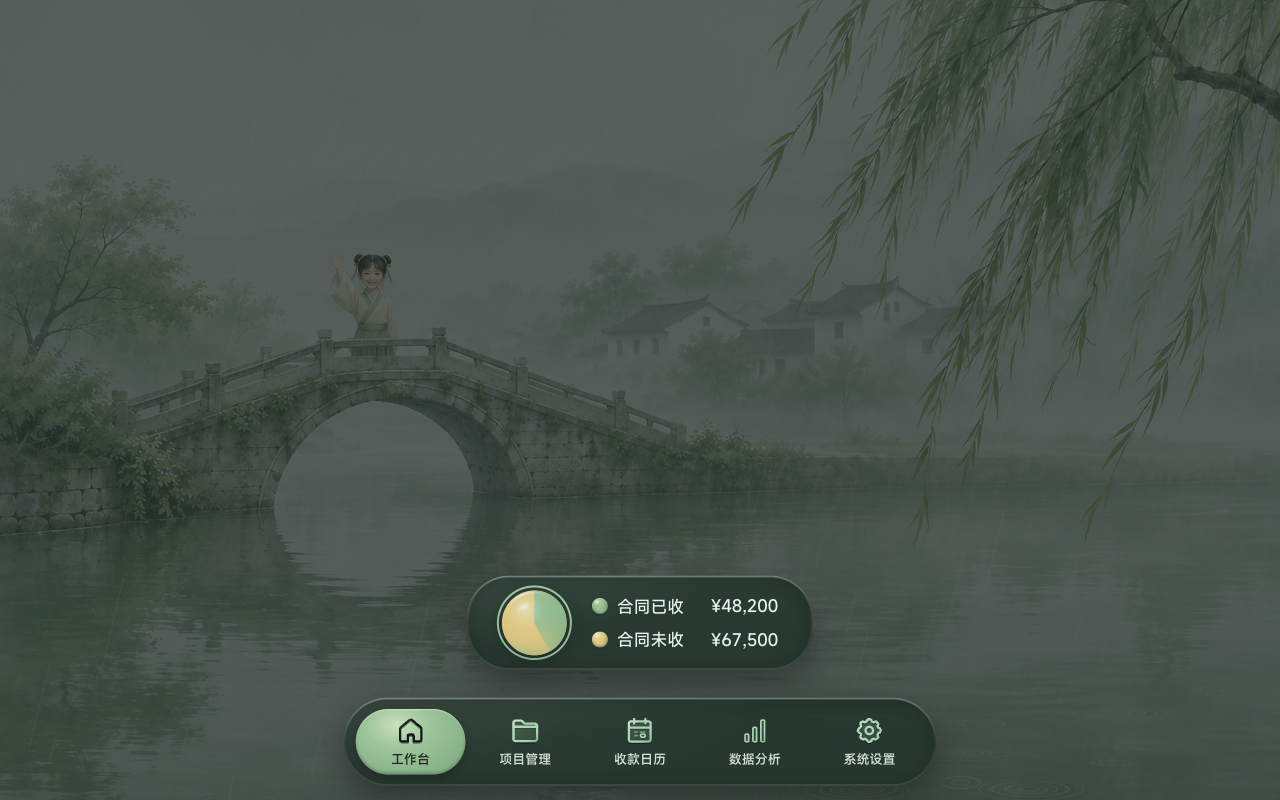 合同已收 ¥48,200
合同未收 ¥67,500
工作台 项目管理 收款日历 数据分析 系统设置